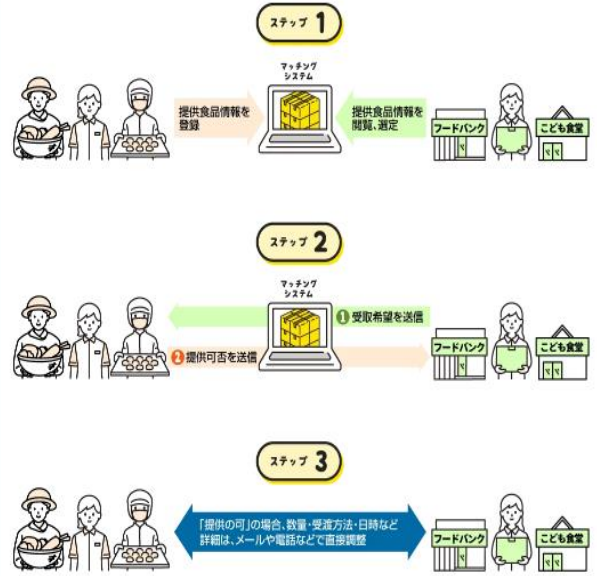 ステップ 1
マッチング
システム
提供食品情報を
登録
提供食品情報を
閲覧、選定
フードバンク
こども食堂
ステップ 2
マッチング
システム
❶受取希望を送信
❷提供可否を送信
フードバンク
こども食堂
ステップ 3
「提供の可」の場合、数量・受渡方法・日時など
詳細は、メールや電話などで直接調整
フードバンク
こども食堂